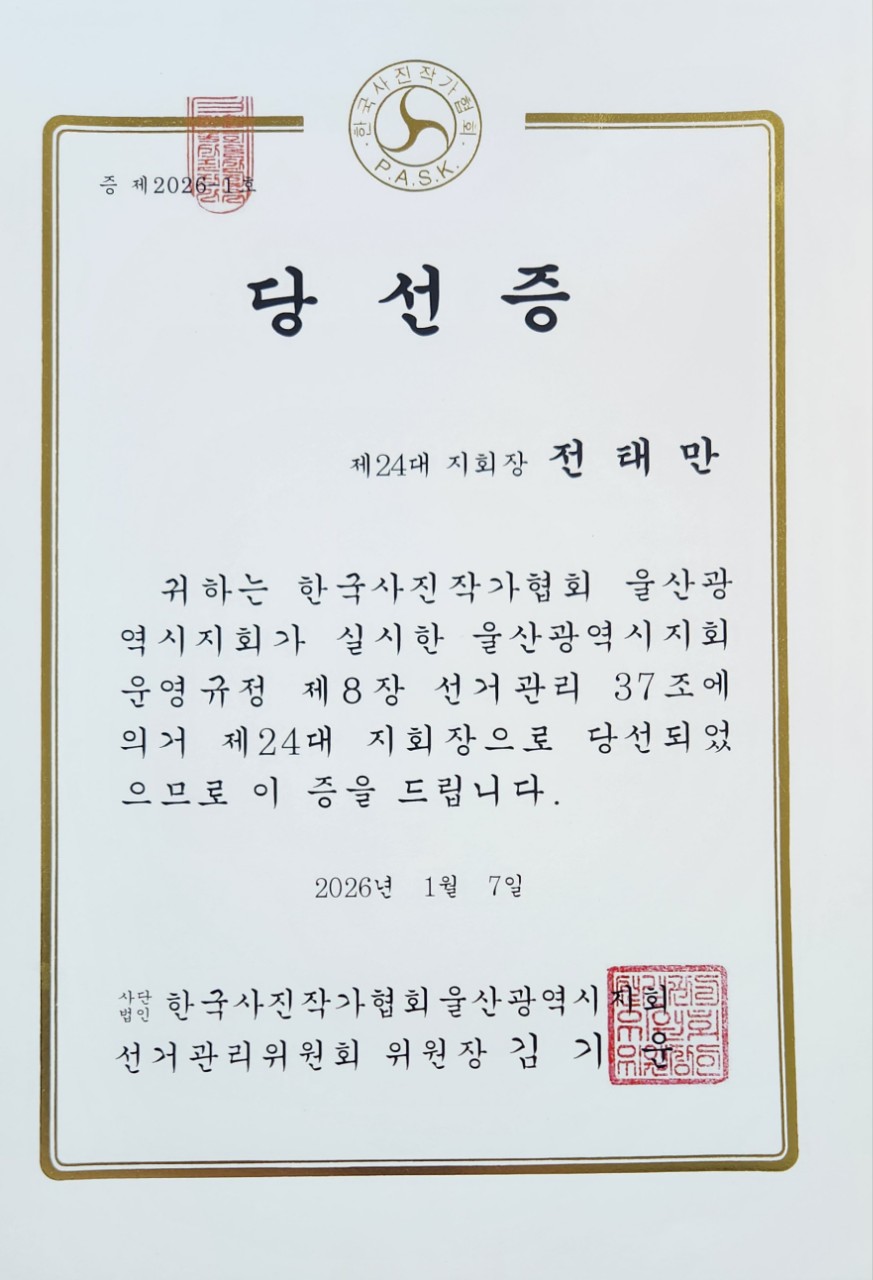 한국사진작가협회
P.A.S.K.
증 제2026-1호
당 선 증
제24대 지회장 전 태 만
귀하는 한국사진작가협회 울산광
역시지회가 실시한 울산광역시지회
운영규정 제8장 선거관리 37조에
의거 제24대 지회장으로 당선되었
으므로 이 증을 드립니다.
2026년 1월 7일
사단법인 한국사진작가협회울산광역시지회
선거관리위원회 위원장 김 기 윤